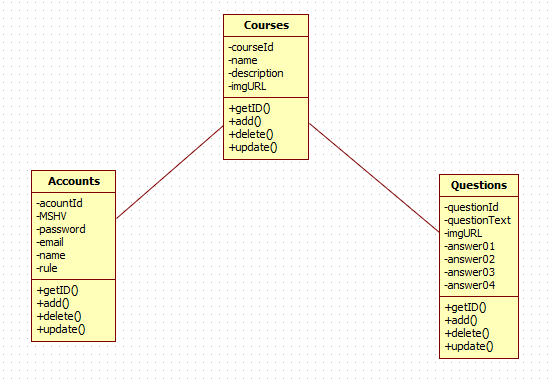 Courses
-courseId
-name
-description
-imgURL
+getID()
+add()
+delete()
+update()
Accounts
-acountId
-MSHV
-password
-email
-name
-rule
+getID()
+add()
+delete()
+update()
Questions
-questionId
-questionText
-imgURL
-answer01
-answer02
-answer03
-answer04
+getID()
+add()
+delete()
+update()